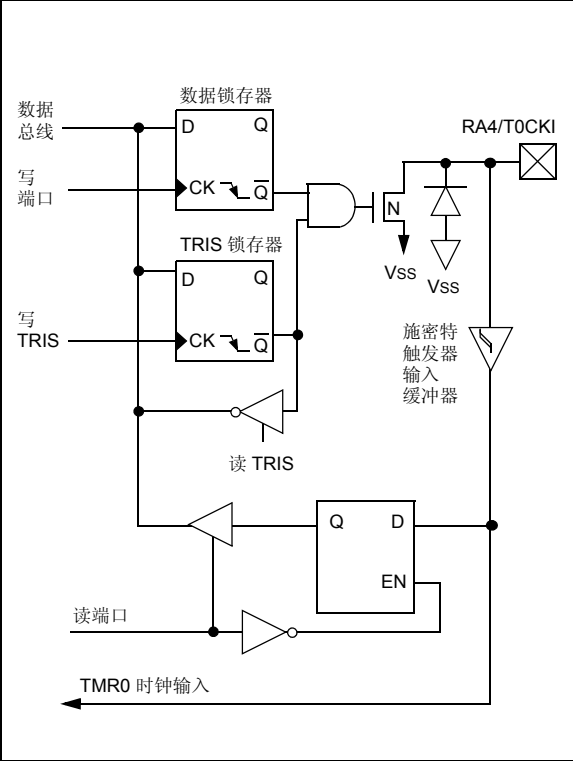 数据锁存器
数据
总线
D
Q
RA4/T0CKI
写
端口
CK
Q
N
VSS
VSS
TRIS 锁存器
D
Q
写
TRIS
CK
Q
施密特
触发器
输入
缓冲器
读 TRIS
Q
D
EN
读端口
TMR0 时钟输入